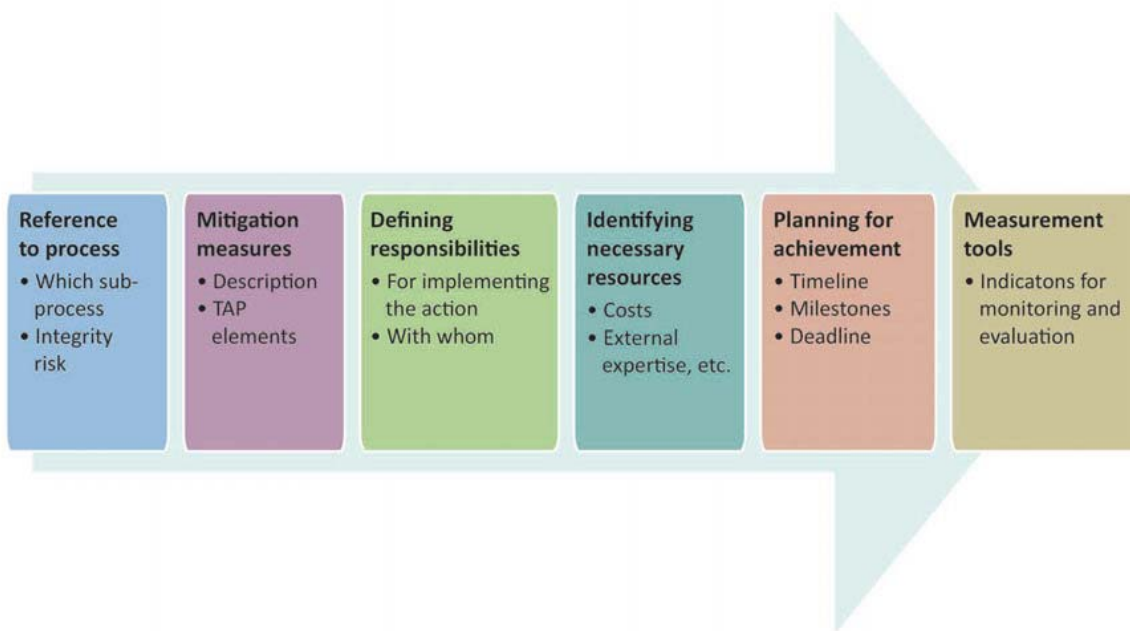 Reference
to process
• Which sub-
process
• Integrity
risk
Mitigation
measures
• Description
• TAP
elements
Defining
responsibilities
• For implementing
the action
• With whom
Identifying
necessary
resources
• Costs
• External
expertise, etc.
Planning for
achievement
• Timeline
• Milestones
• Deadline
Measurement
tools
• Indicatons for
monitoring and
evaluation